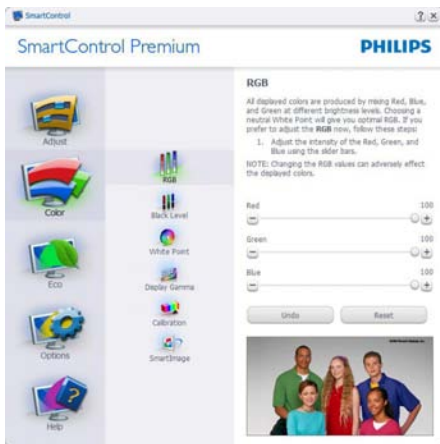 SmartControl
SmartControl Premium
PHILIPS
Adjust
Color
Eco
Options
Help
RGB
Black Level
White Point
Display Gamma
Calibration
SmartImage
RGB
All displayed colors are produced by mixing Red, Blue,
and Green at different brightness levels. Choosing a
neutral White Point will give you optimal RGB. If you
prefer to adjust the RGB now, follow these steps:
1. Adjust the intensity of the Red, Green, and
Blue using the slider bars.
NOTE: Changing the RGB values can adversely effect
the displayed colors.
Red 100
Green 100
Blue 100
Undo Reset